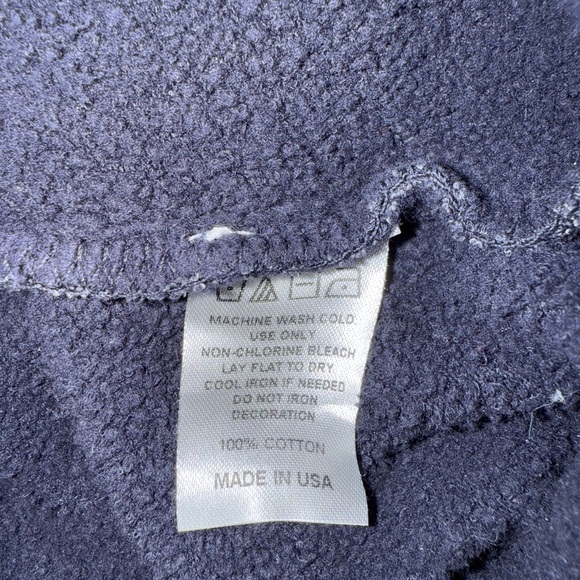 MACHINE WASH COLD.
USE ONLY
NON-CHLORINE BLEACH
LAY FLAT TO DRY
COOL IRON IF NEEDED
DO NOT IRON
DECORATION
100% COTTON
MADE IN USA